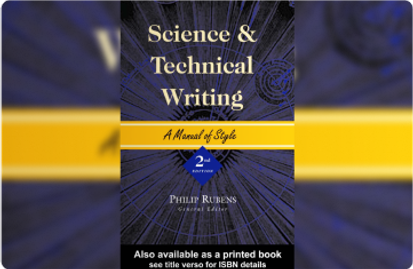 Science &
Technical
Writing
A Manual of Style
2nd
EDITION
PHILIP RUBENS
General Editor
Also available as a printed book
see title verso for ISBN details